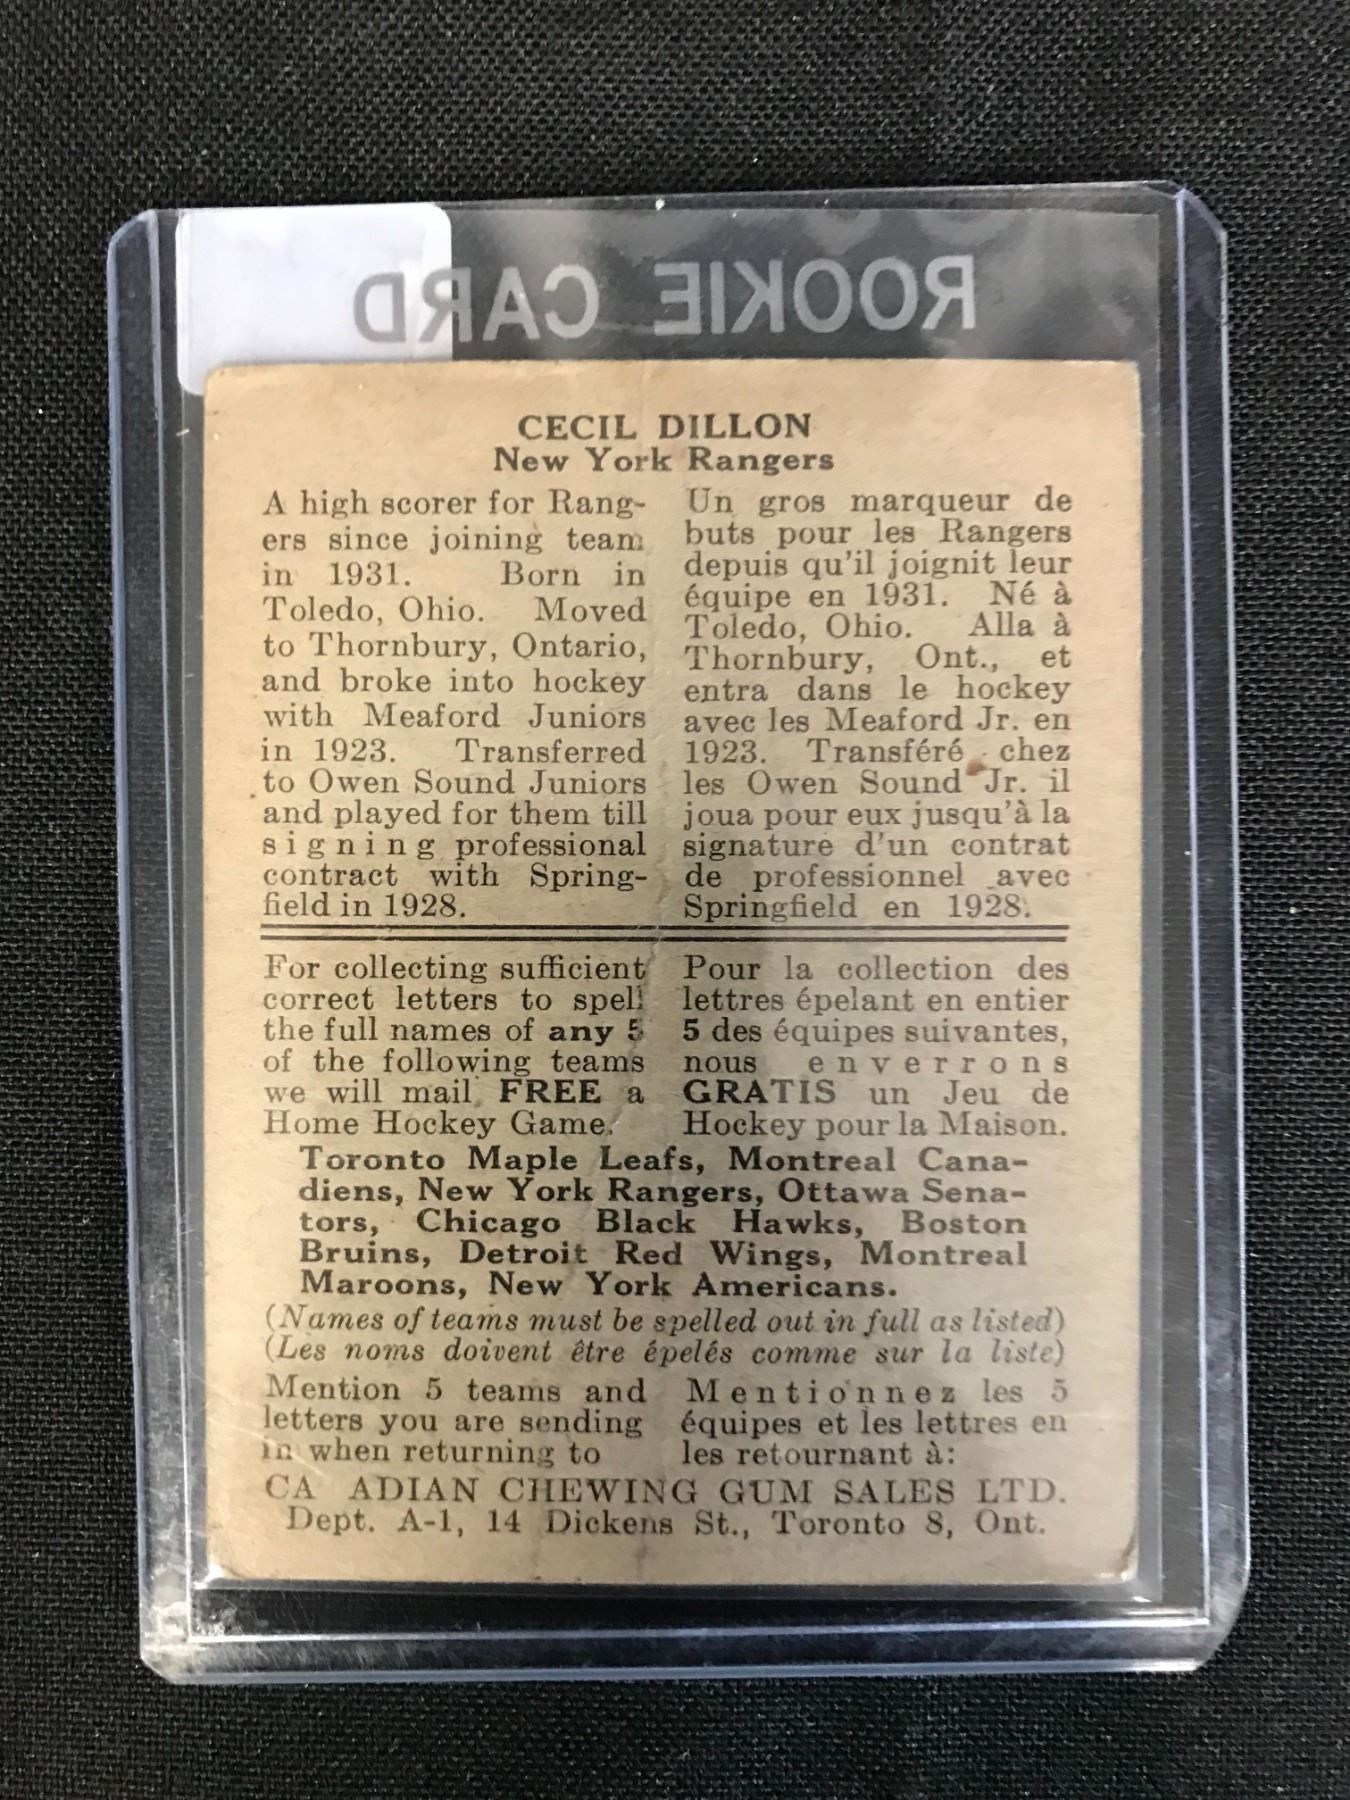 ROOKIE CARD
CECIL DILLON
New York Rangers
A high scorer for Rang-
ers since joining team
in 1931. Born in
Toledo, Ohio. Moved
to Thornbury, Ontario,
and broke into hockey
with Meaford Juniors
in 1923. Transferred
to Owen Sound Juniors
and played for them till
signing professional
contract with Spring-
field in 1928.
Un gros marqueur de
buts pour les Rangers
depuis qu'il joignit leur
équipe en 1931. Né à
Toledo, Ohio. Alla à
Thornbury, Ont., et
entra dans le hockey
avec les Meaford Jr. en
1923. Transféré chez
les Owen Sound Jr. il
joua pour eux jusqu'à la
signature d'un contrat
de professionnel avec
Springfield en 1928.
For collecting sufficient
correct letters to spell
the full names of any 5
of the following teams
we will mail FREE a
Home Hockey Game.
Pour la collection des
lettres épelant en entier
5 des équipes suivantes,
nous enverrons
GRATIS un Jeu de
Hockey pour la Maison.
Toronto Maple Leafs, Montreal Cana-
diens, New York Rangers, Ottawa Sena-
tors, Chicago Black Hawks, Boston
Bruins, Detroit Red Wings, Montreal
Maroons, New York Americans.
(Names of teams must be spelled out in full as listed)
(Les noms doivent être épelés comme sur la liste)
Mention 5 teams and
letters you are sending
in when returning to
Mentionnez les 5
équipes et les lettres en
les retournant à:
CA ADIAN CHEWING GUM SALES LTD.
Dept. A-1, 14 Dickens St., Toronto 8, Ont.